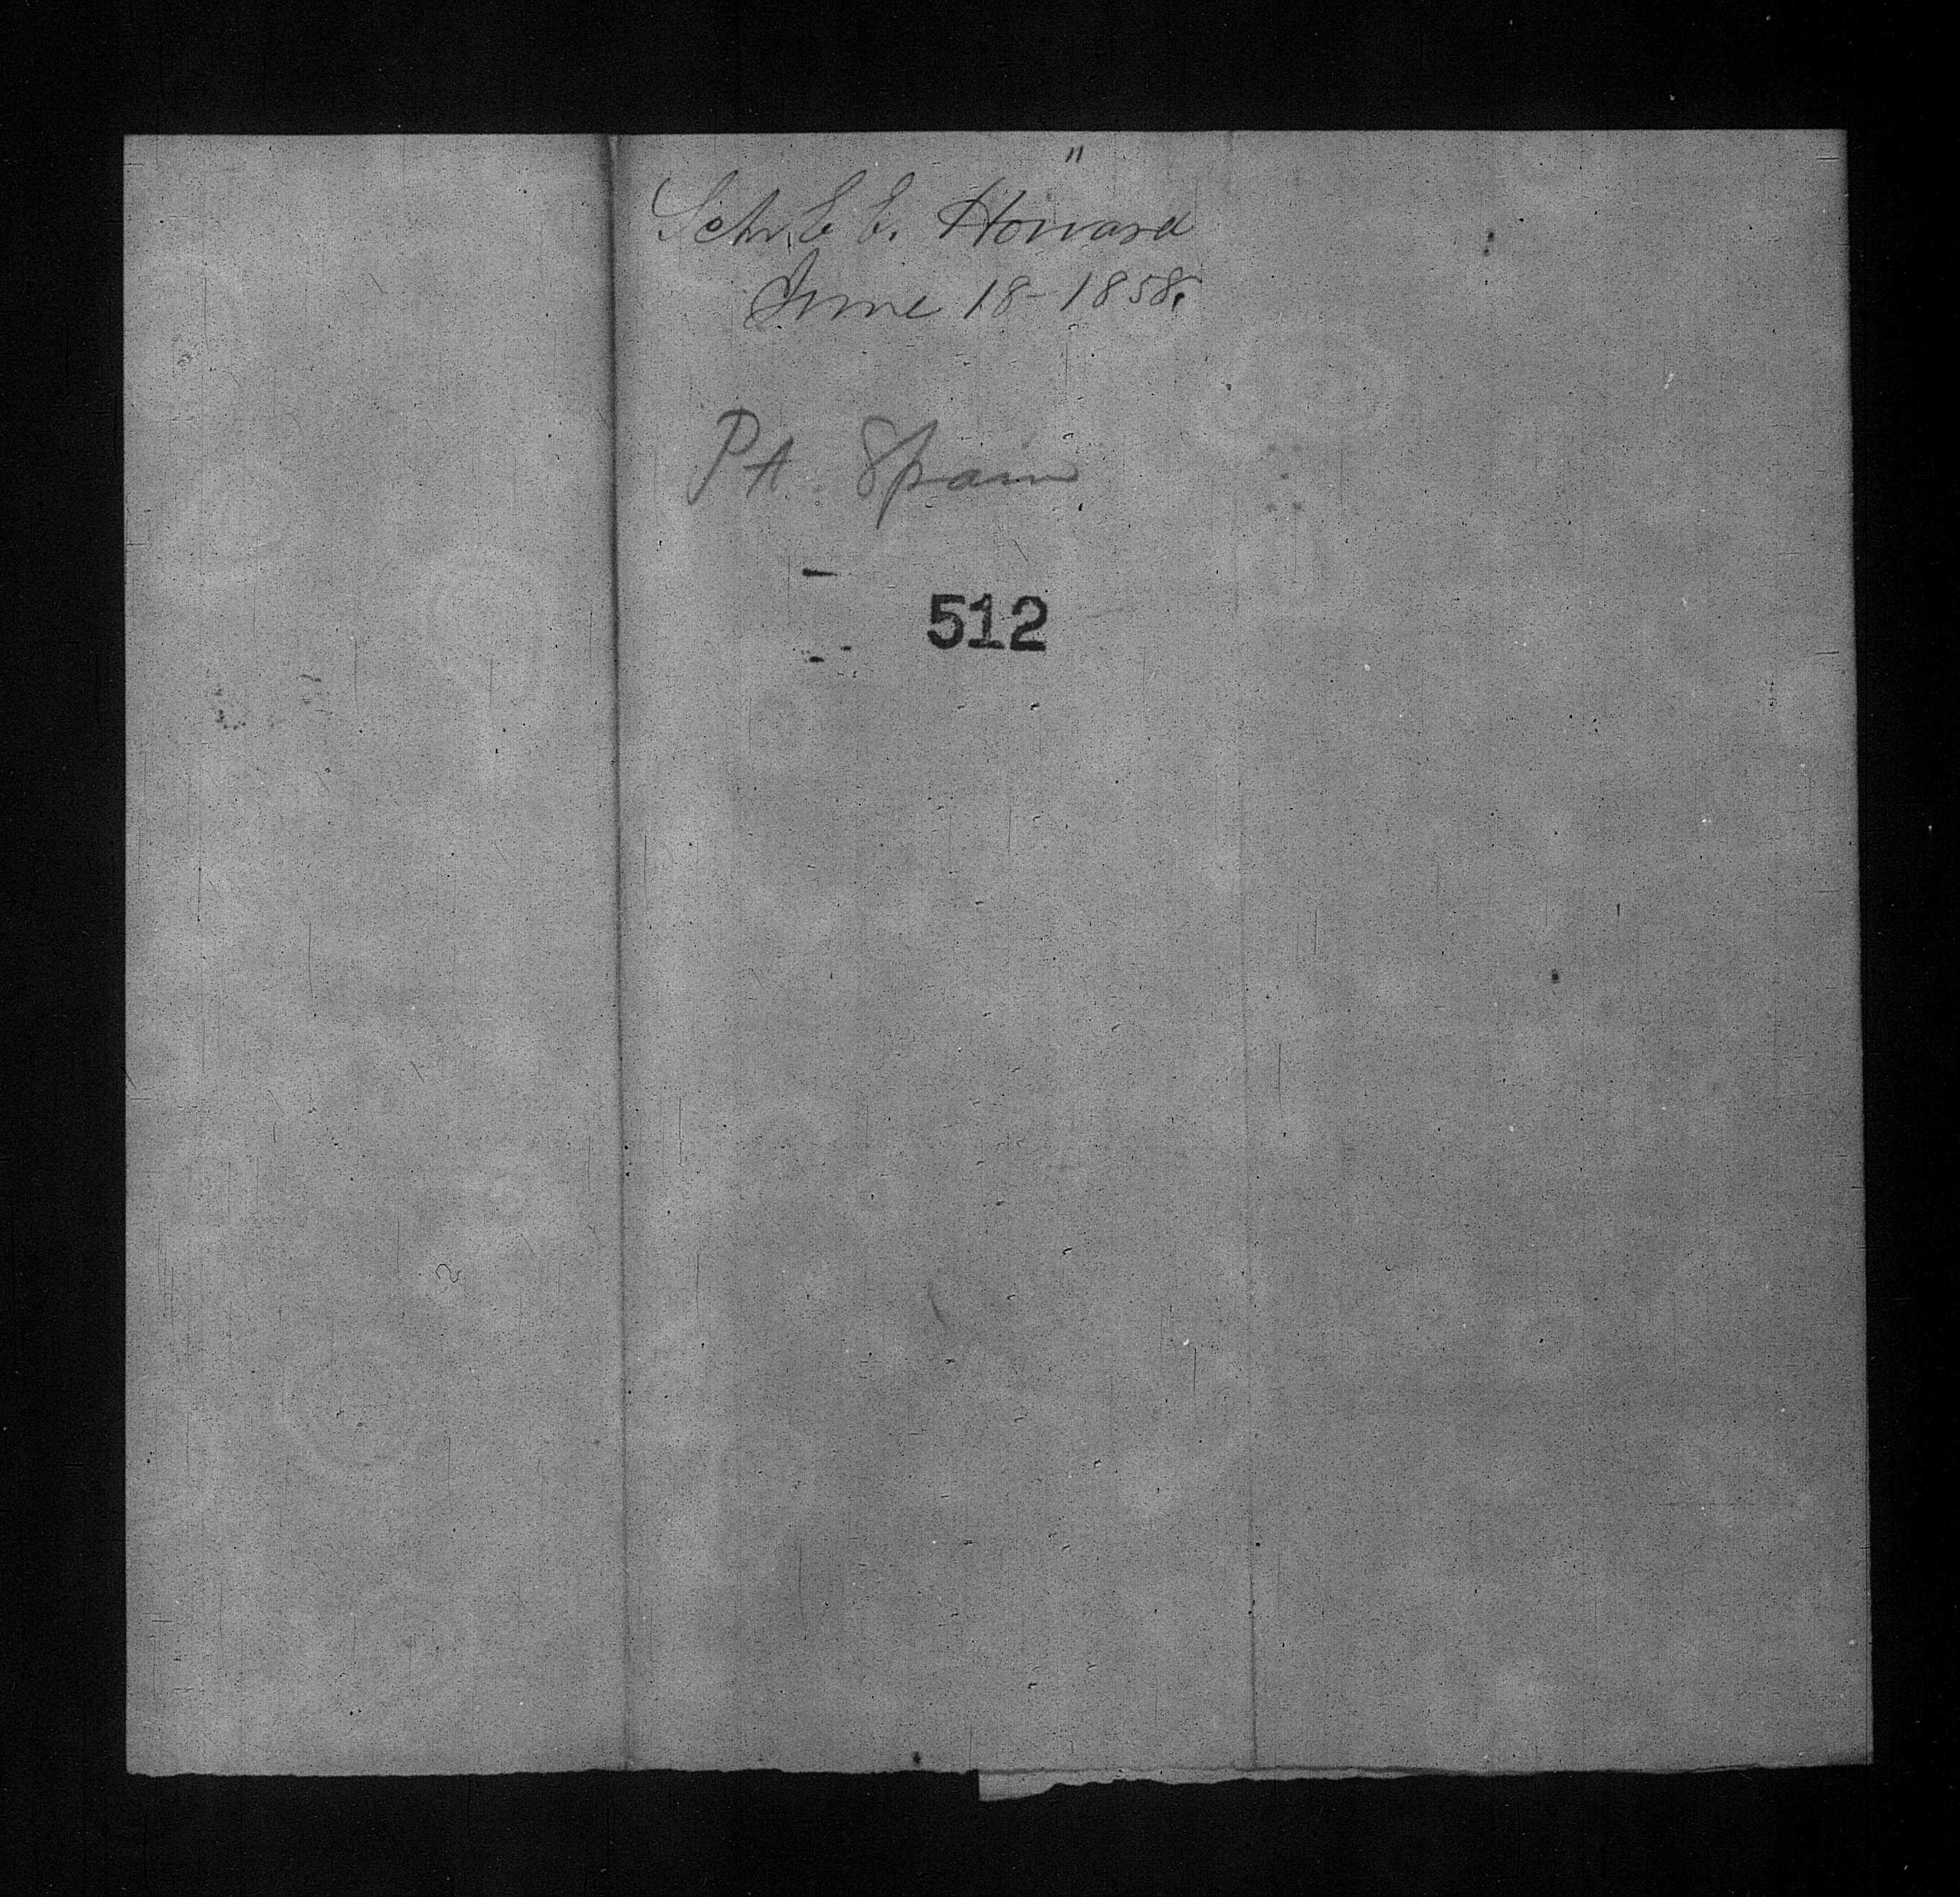 "
Schr E E. Howard
June 18-1858.
Pt. Spain
512